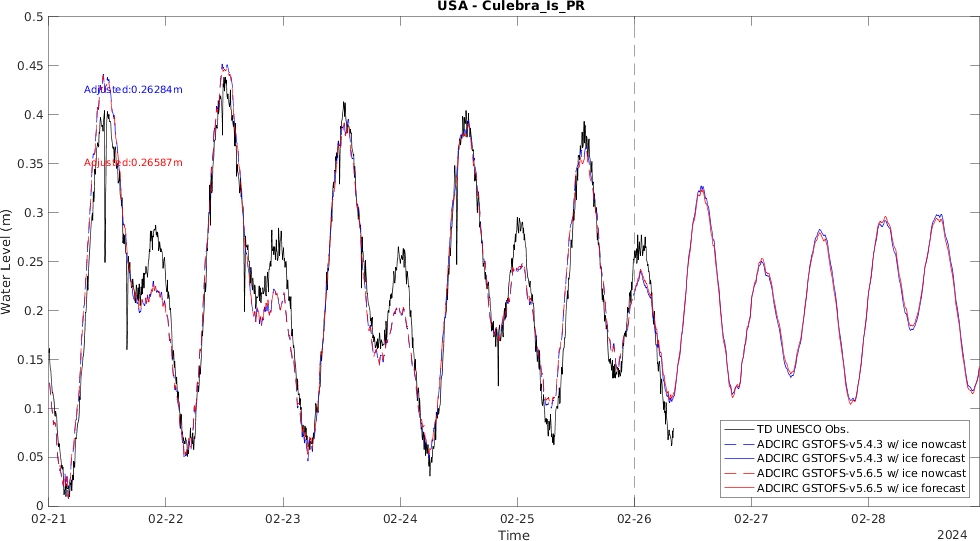 USA - Culebra_Is_PR
0.5
0.45
0.4
0.35
0.3
0.25
0.2
0.15
0.1
0.05
0
Water Level (m)
Adjusted:0.26284m
Adjusted:0.26587m
TD UNESCO Obs.
ADCIRC GSTOFS-v5.4.3 w/ ice nowcast
ADCIRC GSTOFS-v5.4.3 w/ ice forecast
ADCIRC GSTOFS-v5.6.5 w/ ice nowcast
ADCIRC GSTOFS-v5.6.5 w/ ice forecast
02-21 02-22 02-23 02-24 02-25 02-26 02-27 02-28
Time
2024